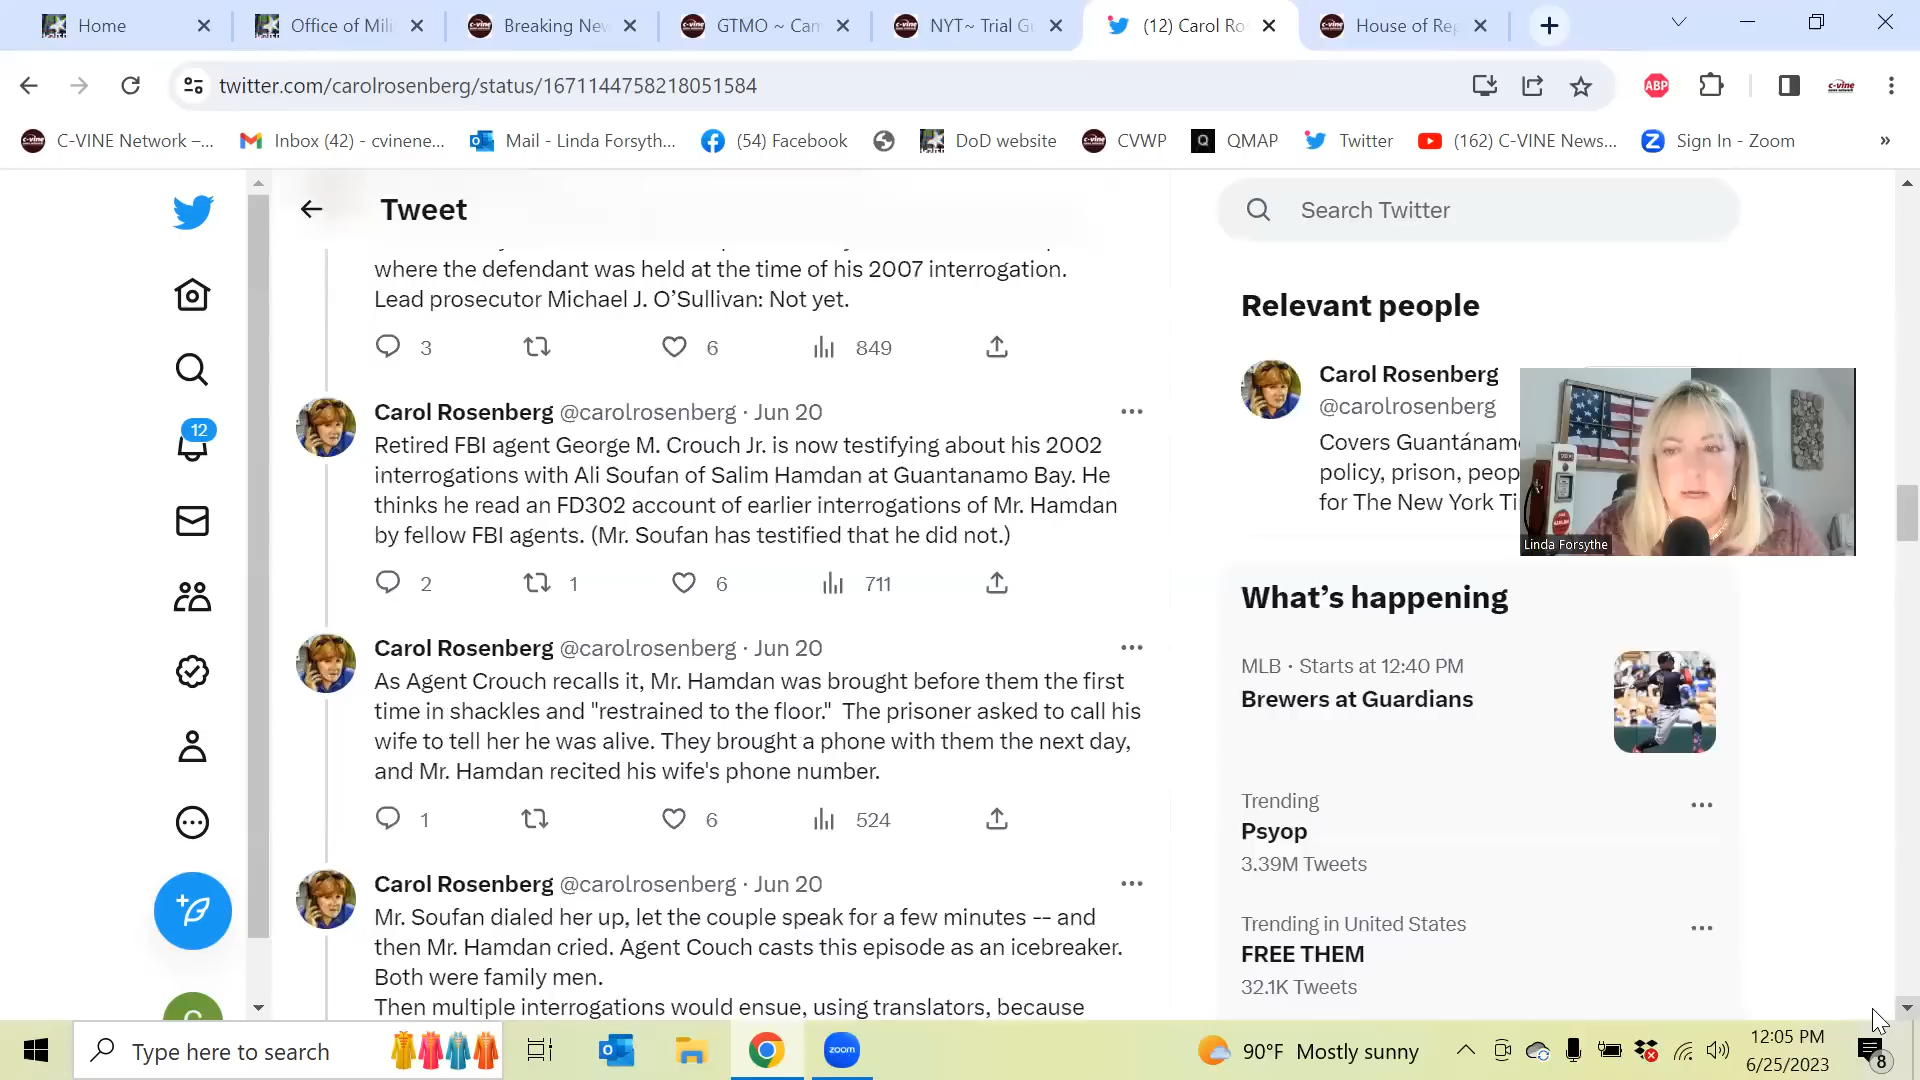 Home
Office of Mili
Breaking New
GTMO ~ Cam
NYT~ Trial Gu
(12) Carol Ro
House of Rep
twitter.com/carolrosenberg/status/1671144758218051584
ABP
c-vine
C-VINE Network –...
Inbox (42) - cvinene...
Mail - Linda Forsyth...
(54) Facebook
DoD website
CVWP
Q
QMAP
Twitter
(162) C-VINE News...
Sign In - Zoom
»
Tweet
Search Twitter
where the defendant was held at the time of his 2007 interrogation.
Lead prosecutor Michael J. O’Sullivan: Not yet.
3
6
849
Carol Rosenberg @carolrosenberg · Jun 20
Retired FBI agent George M. Crouch Jr. is now testifying about his 2002
interrogations with Ali Soufan of Salim Hamdan at Guantanamo Bay. He
thinks he read an FD302 account of earlier interrogations of Mr. Hamdan
by fellow FBI agents. (Mr. Soufan has testified that he did not.)
2
1
6
711
Carol Rosenberg @carolrosenberg · Jun 20
As Agent Crouch recalls it, Mr. Hamdan was brought before them the first
time in shackles and "restrained to the floor." The prisoner asked to call his
wife to tell her he was alive. They brought a phone with them the next day,
and Mr. Hamdan recited his wife's phone number.
1
6
524
Carol Rosenberg @carolrosenberg · Jun 20
Mr. Soufan dialed her up, let the couple speak for a few minutes -- and
then Mr. Hamdan cried. Agent Couch casts this episode as an icebreaker.
Both were family men.
Then multiple interrogations would ensue, using translators, because
12
Relevant people
Carol Rosenberg
@carolrosenberg
Covers Guantánamo
policy, prison, peop
for The New York Ti
Linda Forsythe
What’s happening
MLB · Starts at 12:40 PM
Brewers at Guardians
Trending
Psyop
3.39M Tweets
Trending in United States
FREE THEM
32.1K Tweets
Type here to search
zoom
90°F Mostly sunny
12:05 PM
6/25/2023
8